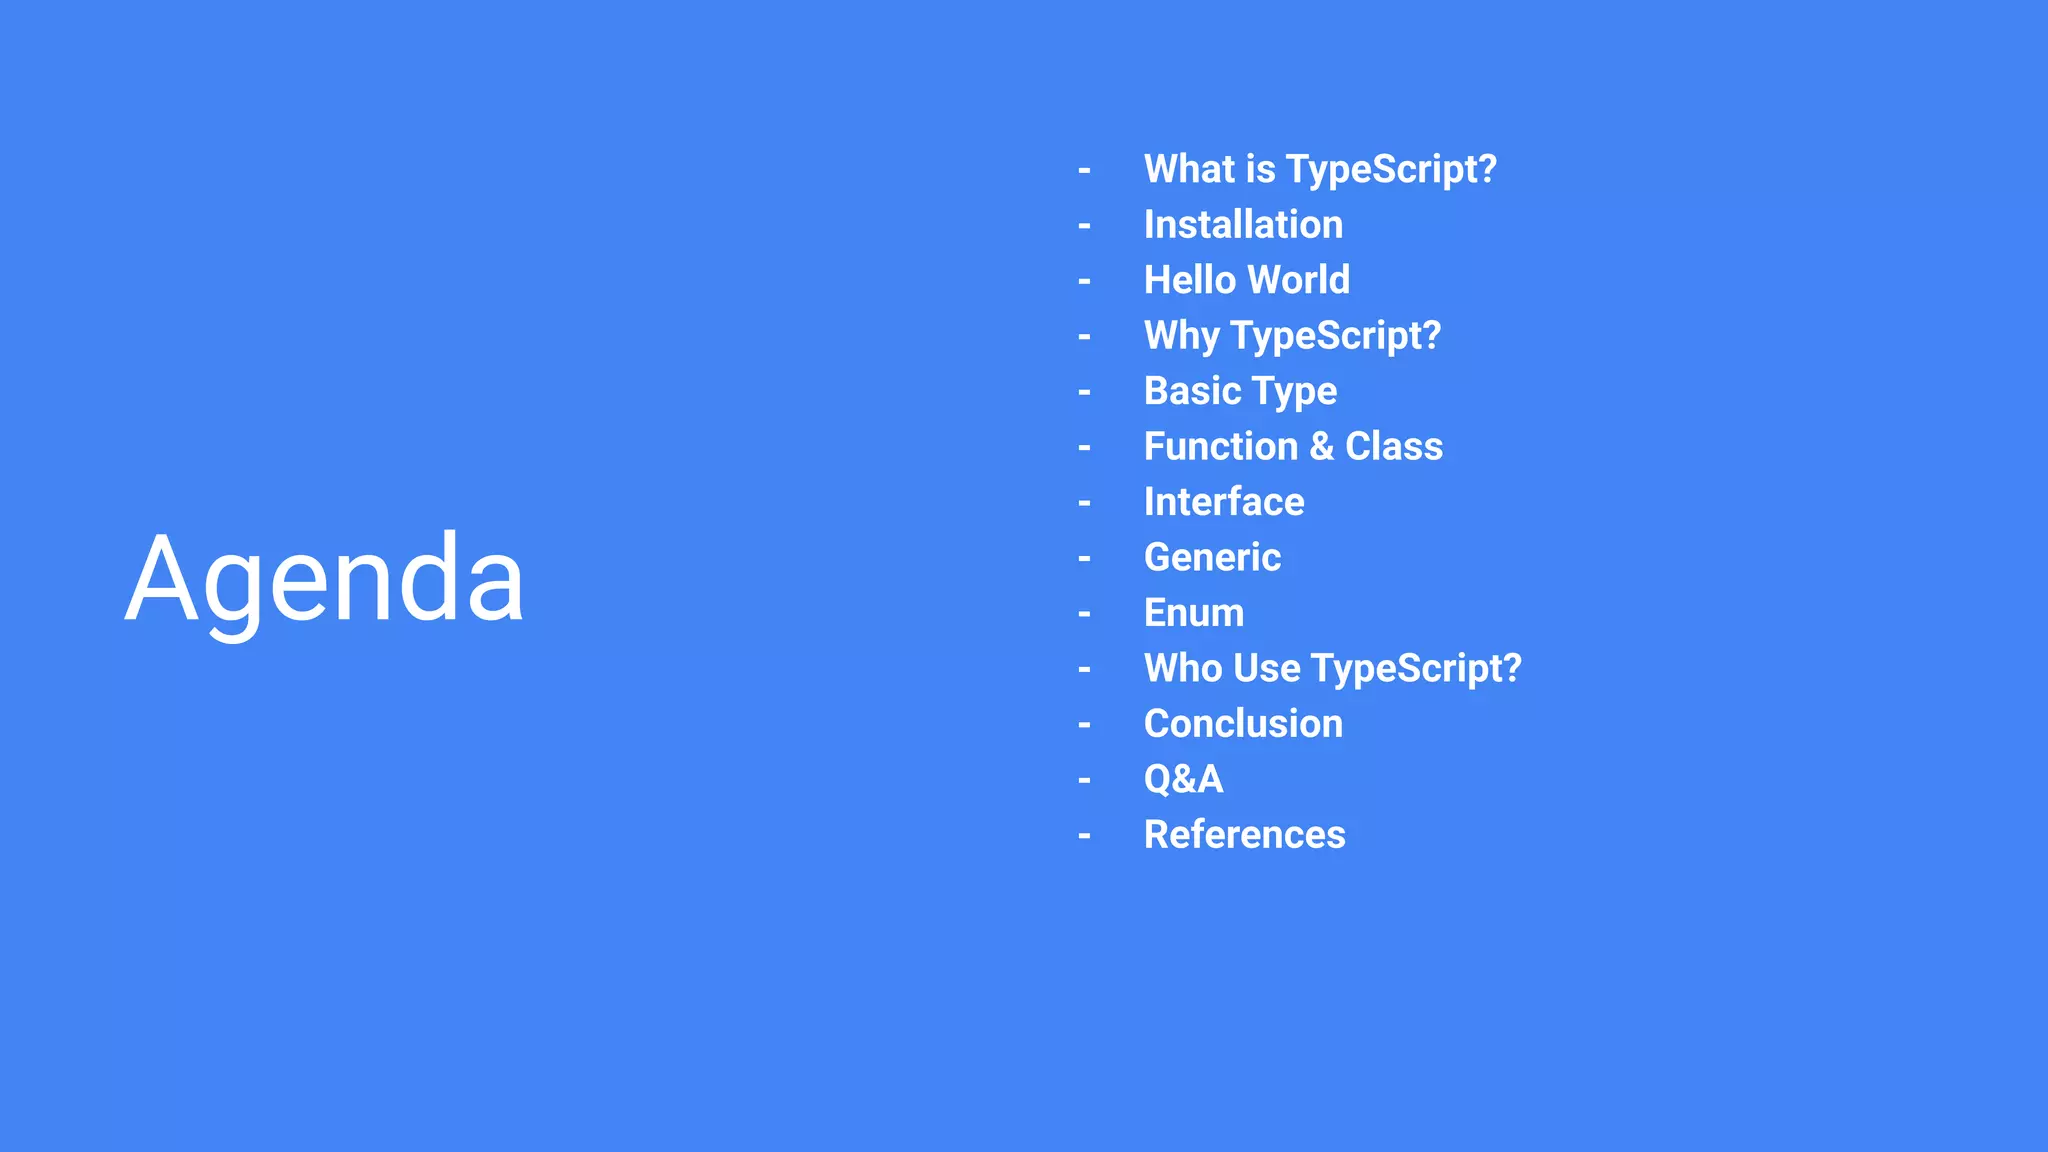 Agenda
- What is TypeScript?
- Installation
- Hello World
- Why TypeScript?
- Basic Type
- Function & Class
- Interface
- Generic
- Enum
- Who Use TypeScript?
- Conclusion
- Q&A
- References